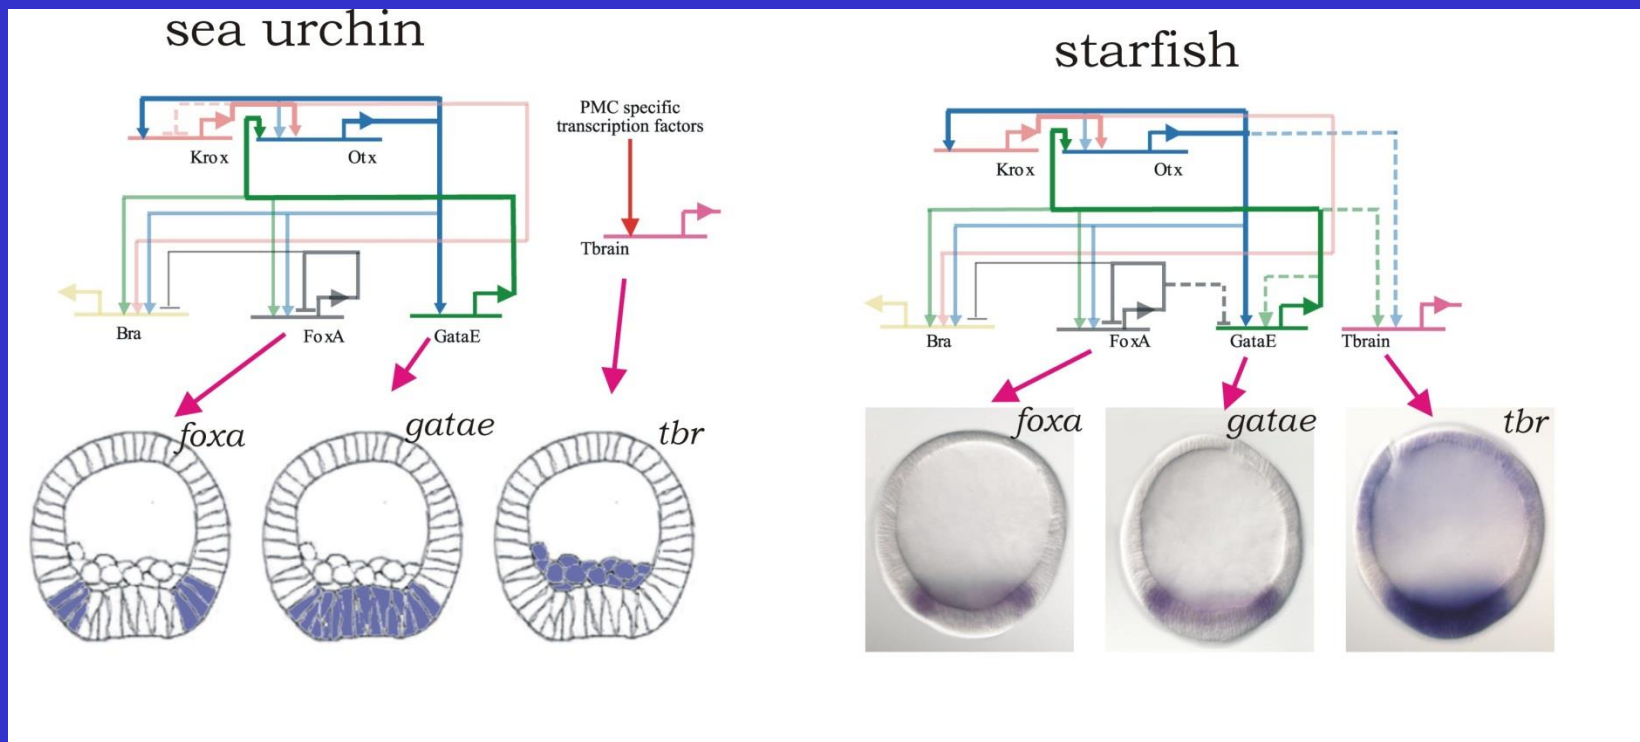 sea urchin
PMC specific
transcription factors
Krox
Otx
Tbrain
Bra
FoxA
GataE
foxa
gatae
tbr
starfish
Krox
Otx
Bra
FoxA
GataE
Tbrain
foxa
gatae
tbr